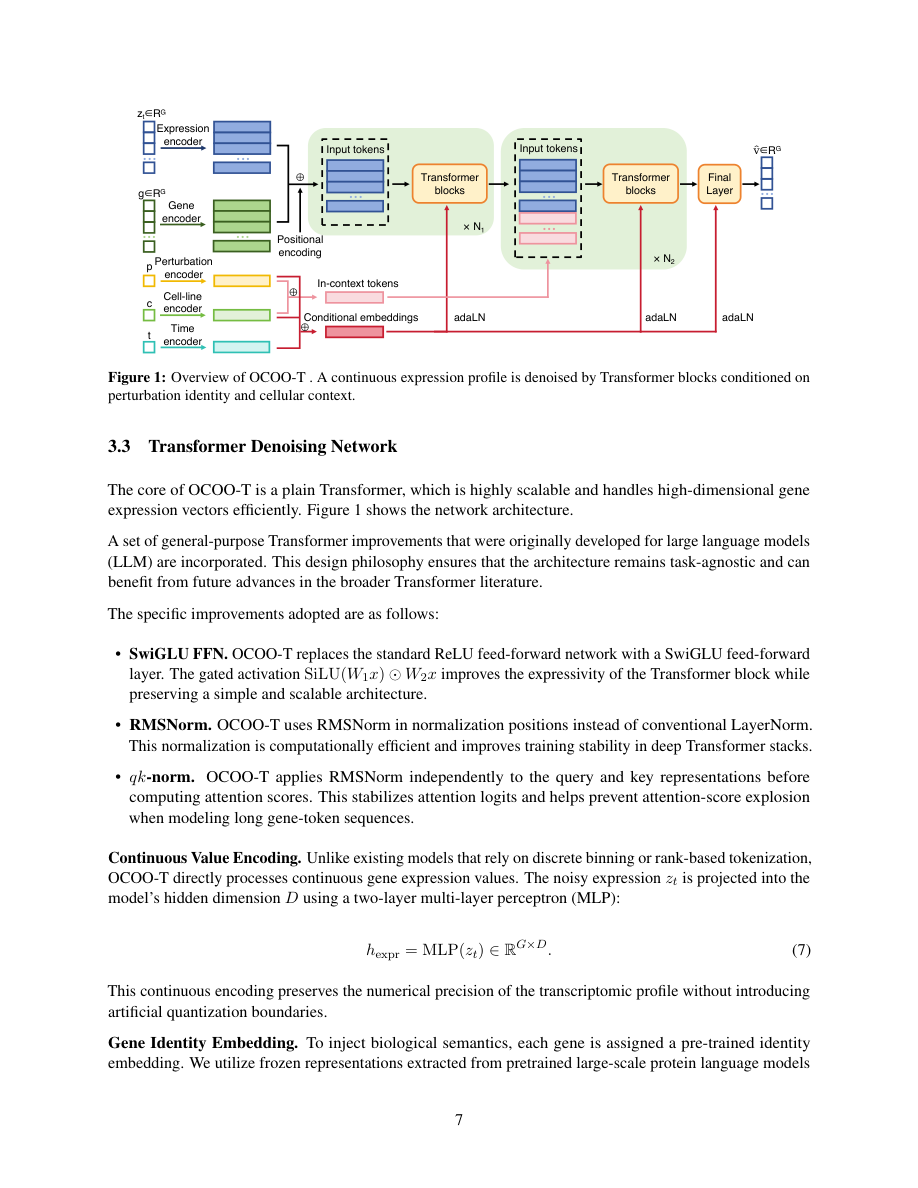 zt∈Rᴳ
Expression
encoder
g∈Rᴳ
Gene
encoder
p
Perturbation
encoder
c
Cell-line
encoder
t
Time
encoder
⊕
Positional
encoding
⊕
⊕
In-context tokens
Conditional embeddings
Input tokens
Transformer
blocks
× N₁
adaLN
Input tokens
Transformer
blocks
× N₂
adaLN
Final
Layer
adaLN
ṽ∈Rᴳ
Figure 1: Overview of OCOO-T . A continuous expression profile is denoised by Transformer blocks conditioned on
perturbation identity and cellular context.
3.3 Transformer Denoising Network
The core of OCOO-T is a plain Transformer, which is highly scalable and handles high-dimensional gene
expression vectors efficiently. Figure 1 shows the network architecture.
A set of general-purpose Transformer improvements that were originally developed for large language models
(LLM) are incorporated. This design philosophy ensures that the architecture remains task-agnostic and can
benefit from future advances in the broader Transformer literature.
The specific improvements adopted are as follows:
• SwiGLU FFN. OCOO-T replaces the standard ReLU feed-forward network with a SwiGLU feed-forward
layer. The gated activation SiLU(W₁x) ⊙ W₂x improves the expressivity of the Transformer block while
preserving a simple and scalable architecture.
• RMSNorm. OCOO-T uses RMSNorm in normalization positions instead of conventional LayerNorm.
This normalization is computationally efficient and improves training stability in deep Transformer stacks.
• qk-norm. OCOO-T applies RMSNorm independently to the query and key representations before
computing attention scores. This stabilizes attention logits and helps prevent attention-score explosion
when modeling long gene-token sequences.
Continuous Value Encoding. Unlike existing models that rely on discrete binning or rank-based tokenization,
OCOO-T directly processes continuous gene expression values. The noisy expression zₜ is projected into the
model's hidden dimension D using a two-layer multi-layer perceptron (MLP):
h_expr = MLP(zₜ) ∈ ℝ^{G×D}. (7)
This continuous encoding preserves the numerical precision of the transcriptomic profile without introducing
artificial quantization boundaries.
Gene Identity Embedding. To inject biological semantics, each gene is assigned a pre-trained identity
embedding. We utilize frozen representations extracted from pretrained large-scale protein language models
7